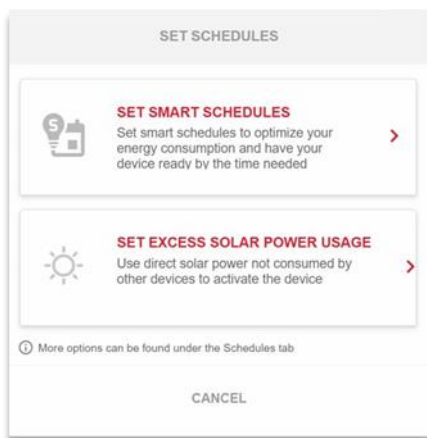 SET SCHEDULES
SET SMART SCHEDULES
Set smart schedules to optimize your
energy consumption and have your
device ready by the time needed
SET EXCESS SOLAR POWER USAGE
Use direct solar power not consumed by
other devices to activate the device
More options can be found under the Schedules tab
CANCEL